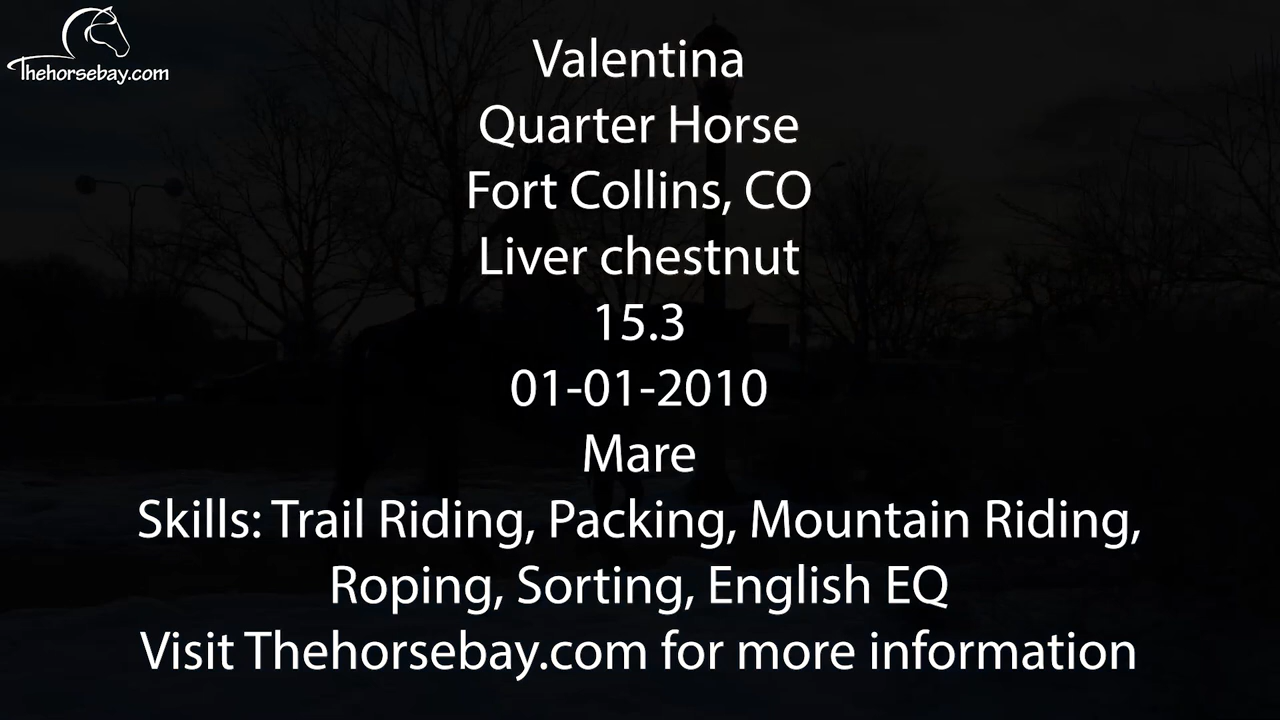 Thehorsebay.com
Valentina
Quarter Horse
Fort Collins, CO
Liver chestnut
15.3
01-01-2010
Mare
Skills: Trail Riding, Packing, Mountain Riding,
Roping, Sorting, English EQ
Visit Thehorsebay.com for more information